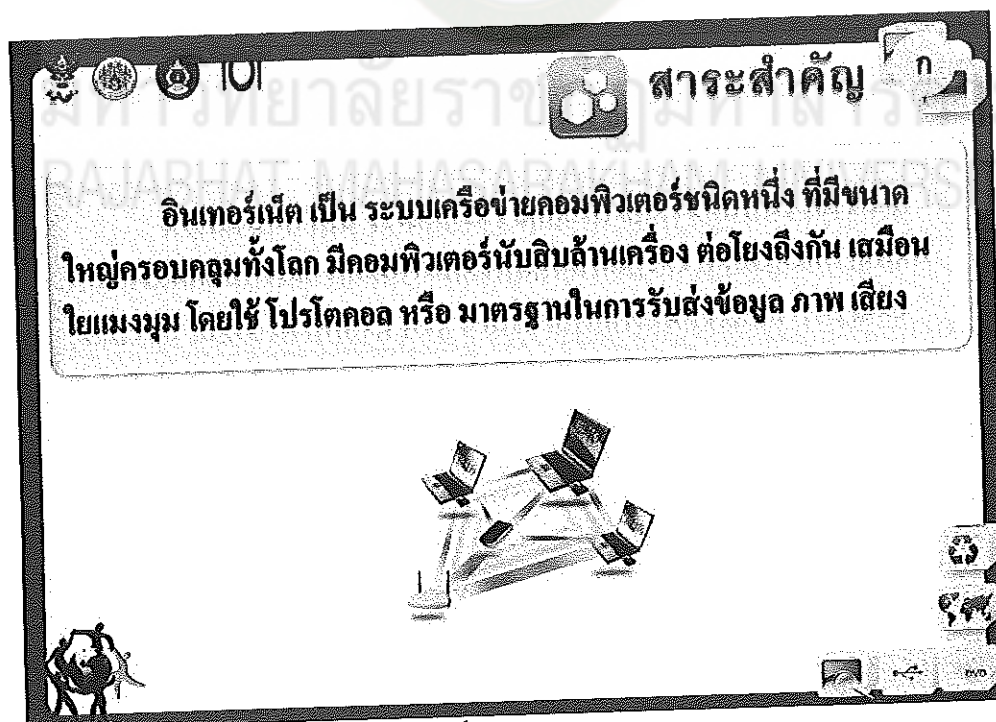 สาระสำคัญ
ก
RAJABHAT MAHASARAKHAM UNIVERS
อินเทอร์เน็ต เป็น ระบบเครือข่ายคอมพิวเตอร์ชนิดหนึ่ง ที่มีขนาด
ใหญ่ครอบคลุมทั้งโลก มีคอมพิวเตอร์นับสิบล้านเครื่อง ต่อโยงถึงกัน เสมือน
ใยแมงมุม โดยใช้ โปรโตคอล หรือ มาตรฐานในการรับส่งข้อมูล ภาพ เสียง
DVD